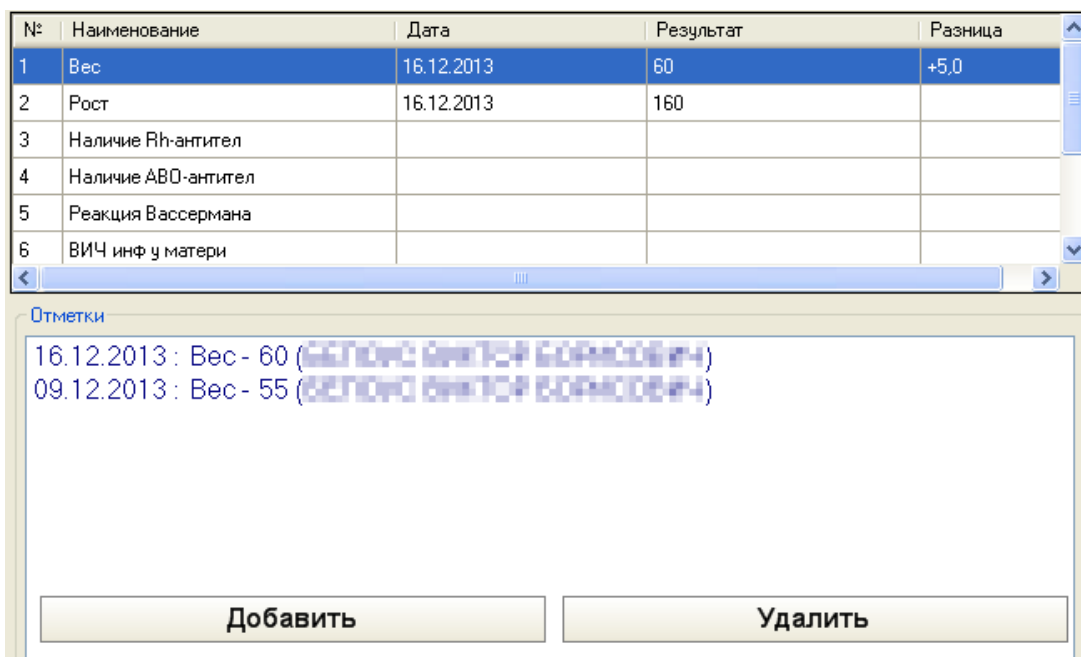 № Наименование Дата Результат Разница
1 Вес 16.12.2013 60 +5,0
2 Рост 16.12.2013 160
3 Наличие Rh-антител
4 Наличие АВО-антител
5 Реакция Вассермана
6 ВИЧ инф у матери
Отметки
16.12.2013 : Вес - 60 ()
09.12.2013 : Вес - 55 ()
Добавить Удалить